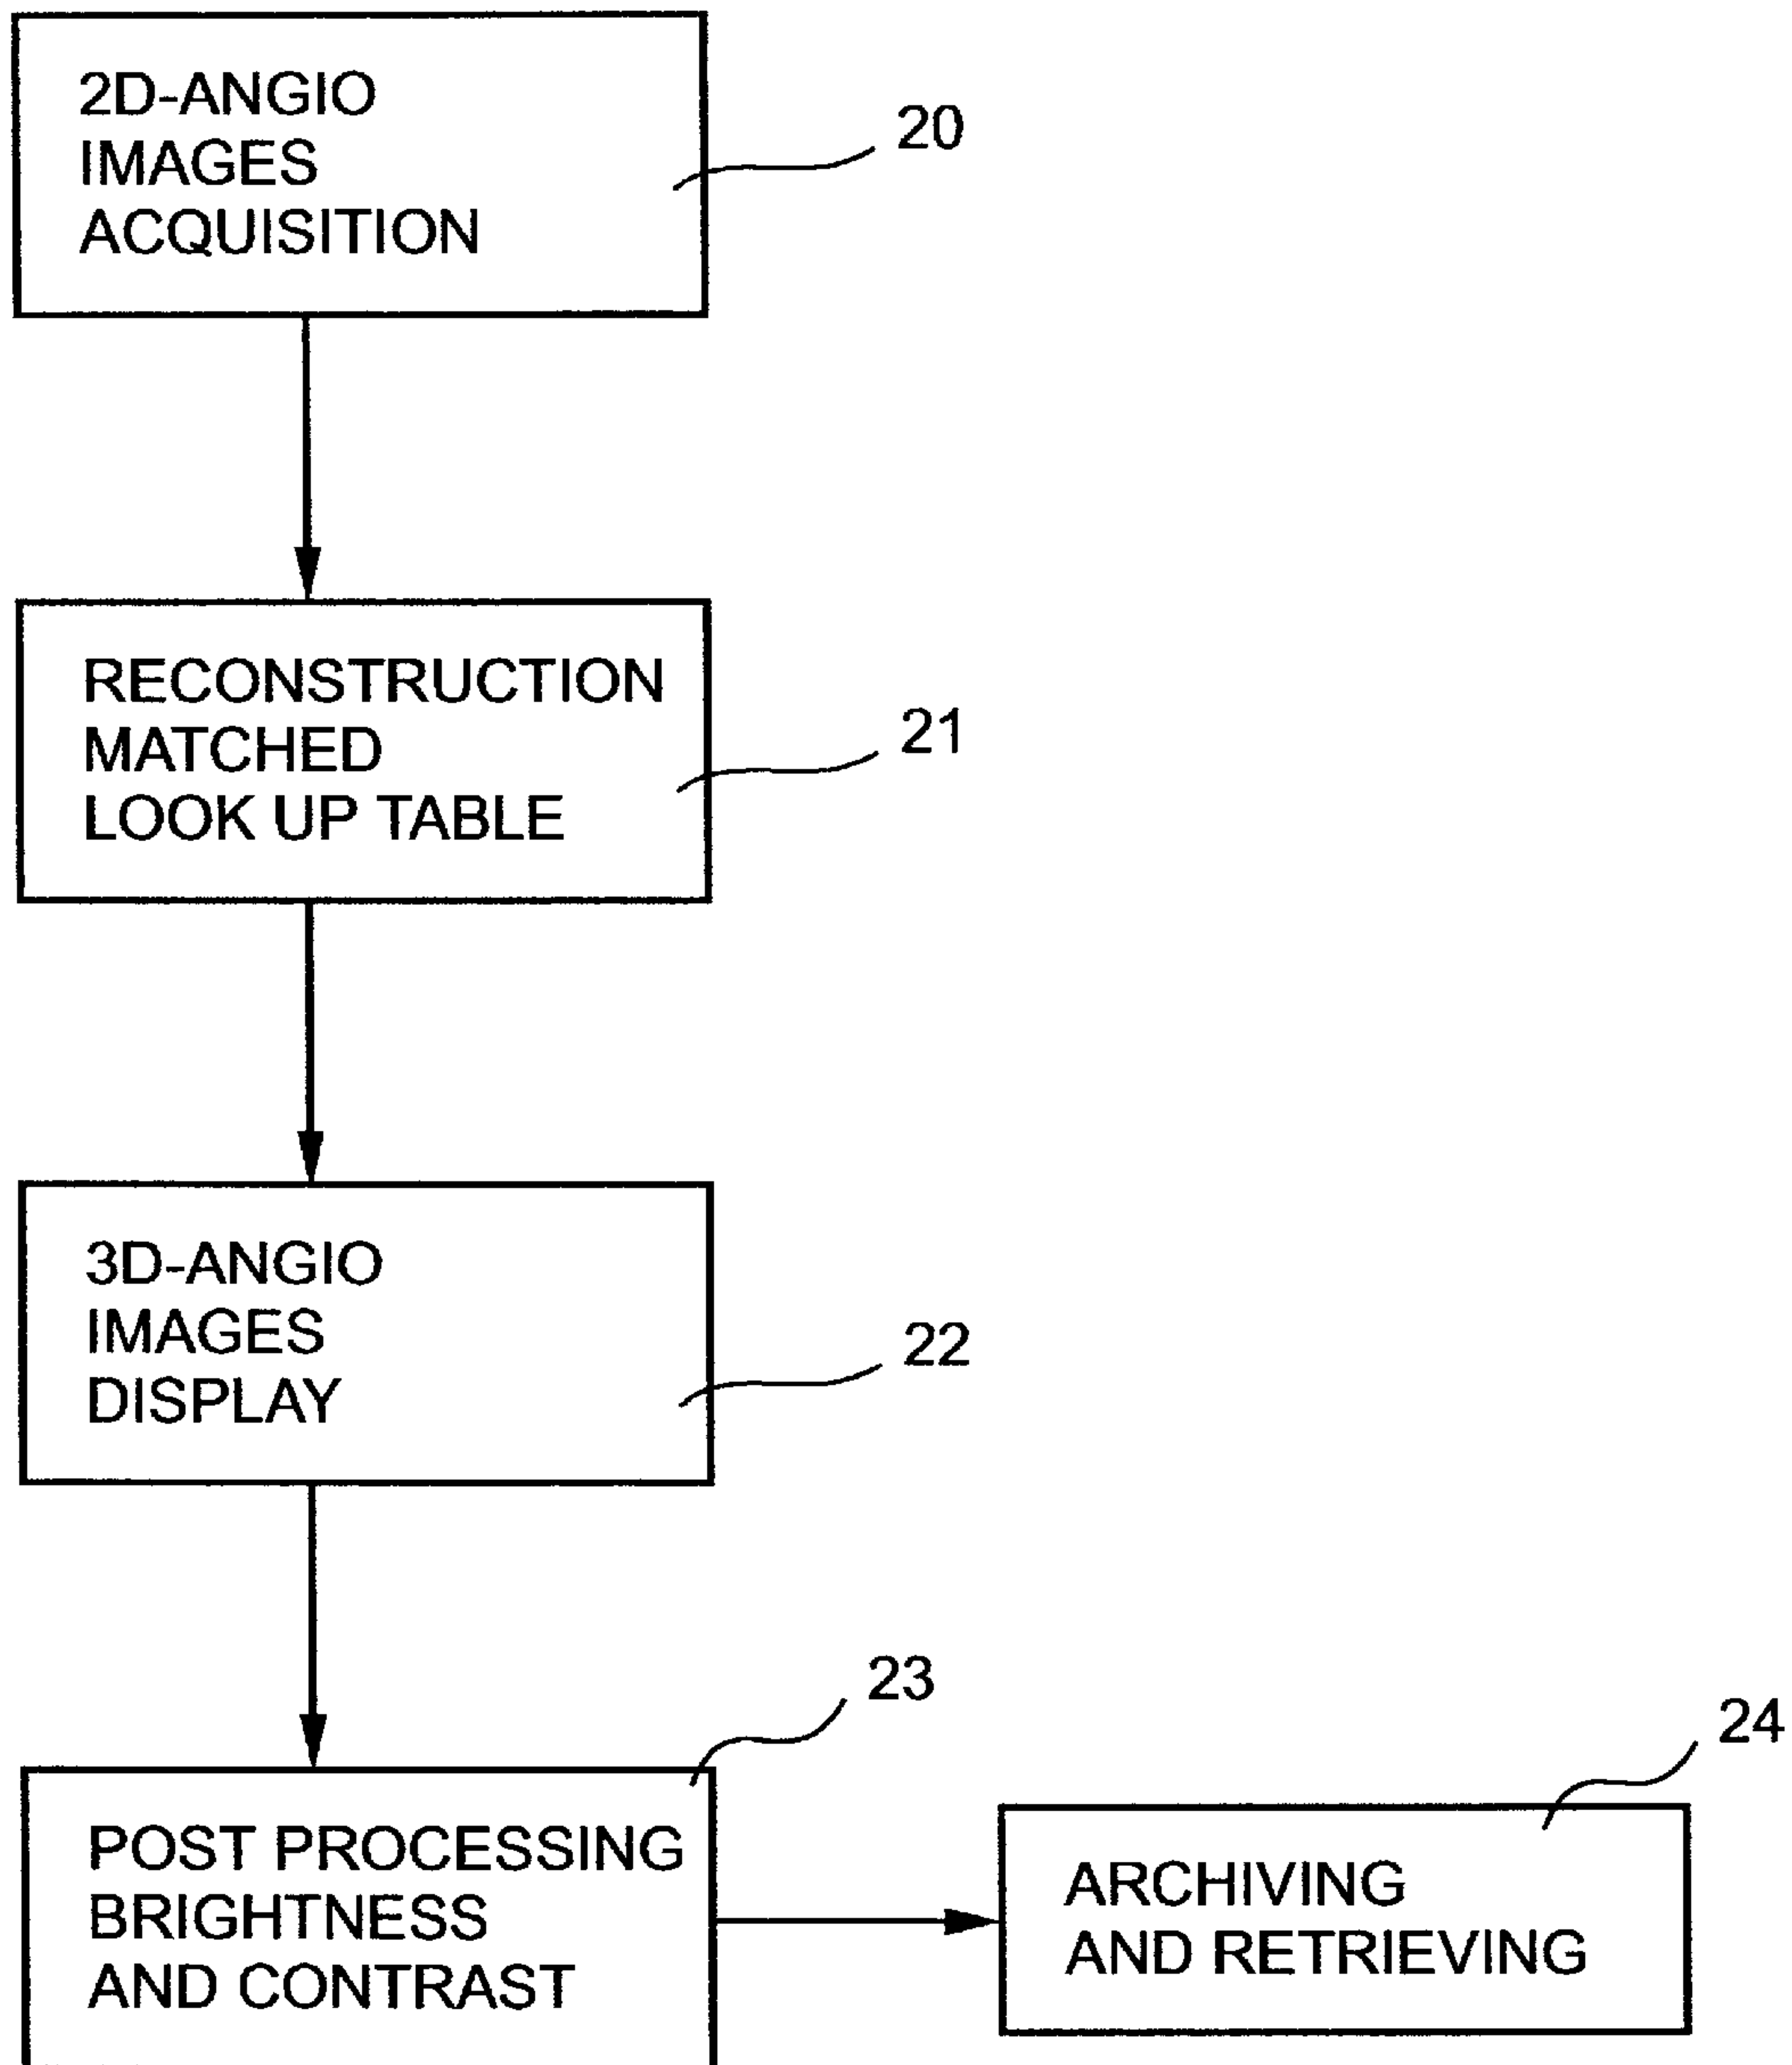 2D-ANGIO
IMAGES
ACQUISITION
20
RECONSTRUCTION
MATCHED
LOOK UP TABLE
21
3D-ANGIO
IMAGES
DISPLAY
22
23
POST PROCESSING
BRIGHTNESS
AND CONTRAST
24
ARCHIVING
AND RETRIEVING